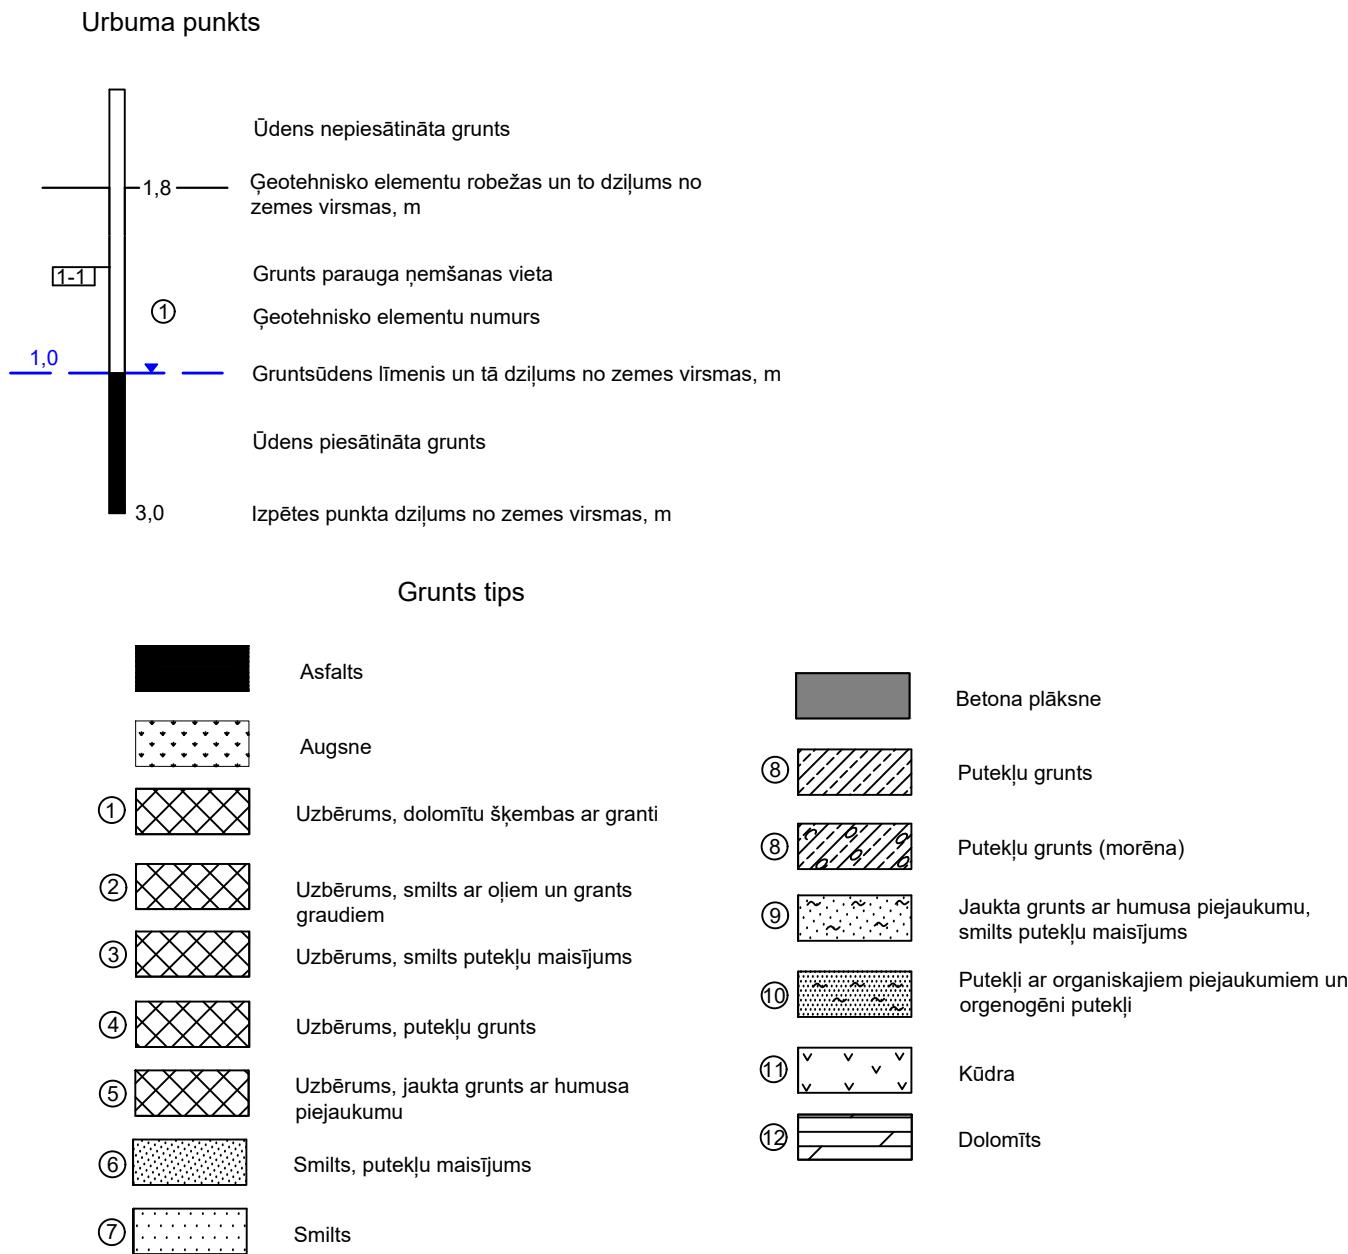 Urbuma punkts
Ūdens nepiesātināta grunts
1,8
Ģeotehnisko elementu robežas un to dziļums no
zemes virsmas, m
1-1
Grunts parauga ņemšanas vieta
1
Ģeotehnisko elementu numurs
1,0
Gruntsūdens līmenis un tā dziļums no zemes virsmas, m
Ūdens piesātināta grunts
3,0
Izpētes punkta dziļums no zemes virsmas, m
Grunts tips
Asfalts
Augsne
1
Uzbērums, dolomītu šķembas ar granti
2
Uzbērums, smilts ar oļiem un grants
graudiem
3
Uzbērums, smilts putekļu maisījums
4
Uzbērums, putekļu grunts
5
Uzbērums, jaukta grunts ar humusa
piejaukumu
6
Smilts, putekļu maisījums
7
Smilts
Betona plāksne
8
Putekļu grunts
8
Putekļu grunts (morēna)
9
Jaukta grunts ar humusa piejaukumu,
smilts putekļu maisījums
10
Putekļi ar organiskajiem piejaukumiem un
orgenogēni putekļi
11
Kūdra
12
Dolomīts